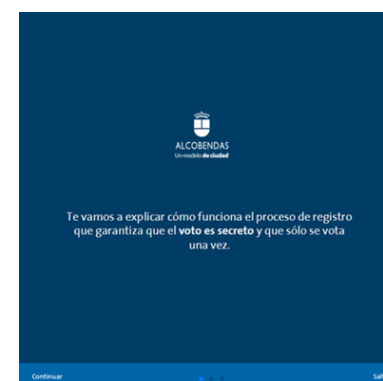 ALCOBENDAS
Un modelo de ciudad
Te vamos a explicar cómo funciona el proceso de registro
que garantiza que el voto es secreto y que sólo se vota
una vez.
Continuar